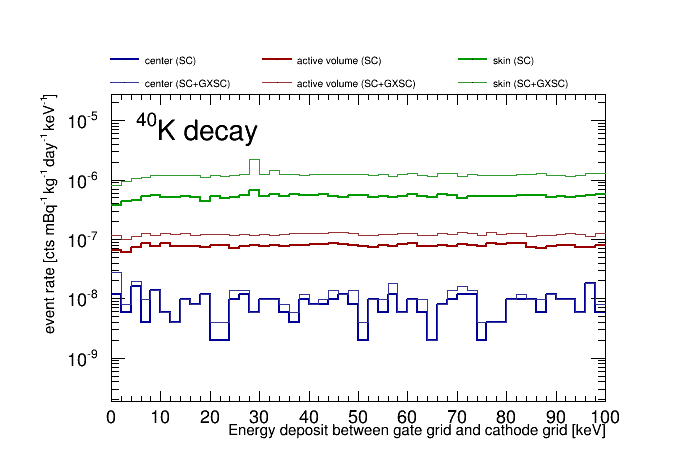 center (SC) active volume (SC) skin (SC)
center (SC+GXSC) active volume (SC+GXSC) skin (SC+GXSC)
event rate [cts mBq⁻¹ kg⁻¹ day⁻¹ keV⁻¹]
⁴⁰K decay
10⁻⁵
10⁻⁶
10⁻⁷
10⁻⁸
10⁻⁹
0 10 20 30 40 50 60 70 80 90 100
Energy deposit between gate grid and cathode grid [keV]